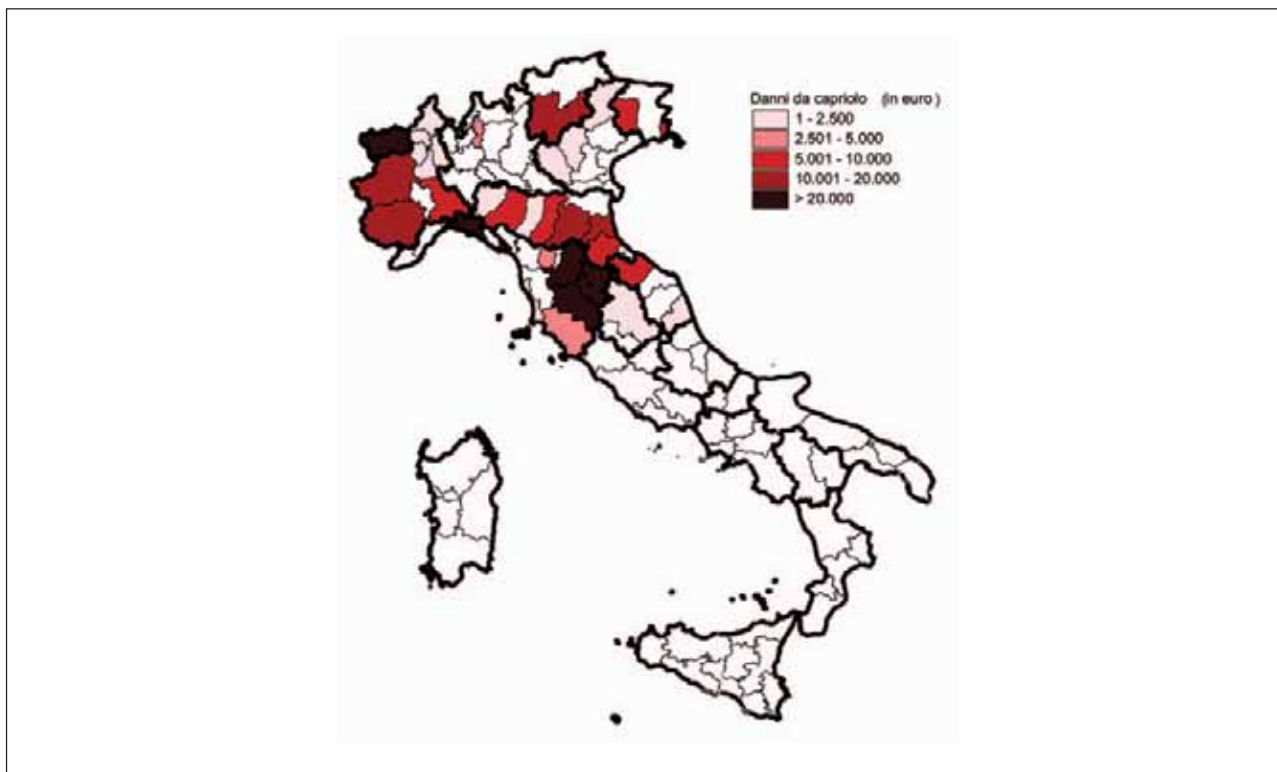 Danni da capriolo (in euro )
1 - 2.500
2.501 - 5.000
5.001 - 10.000
10.001 - 20.000
> 20.000